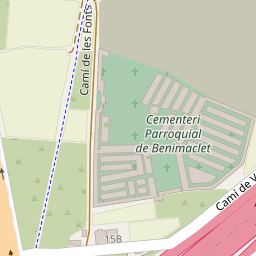 Camí de les Fonts
Cementeri
Parroquial
de Benimaclet
Camí de V
15B